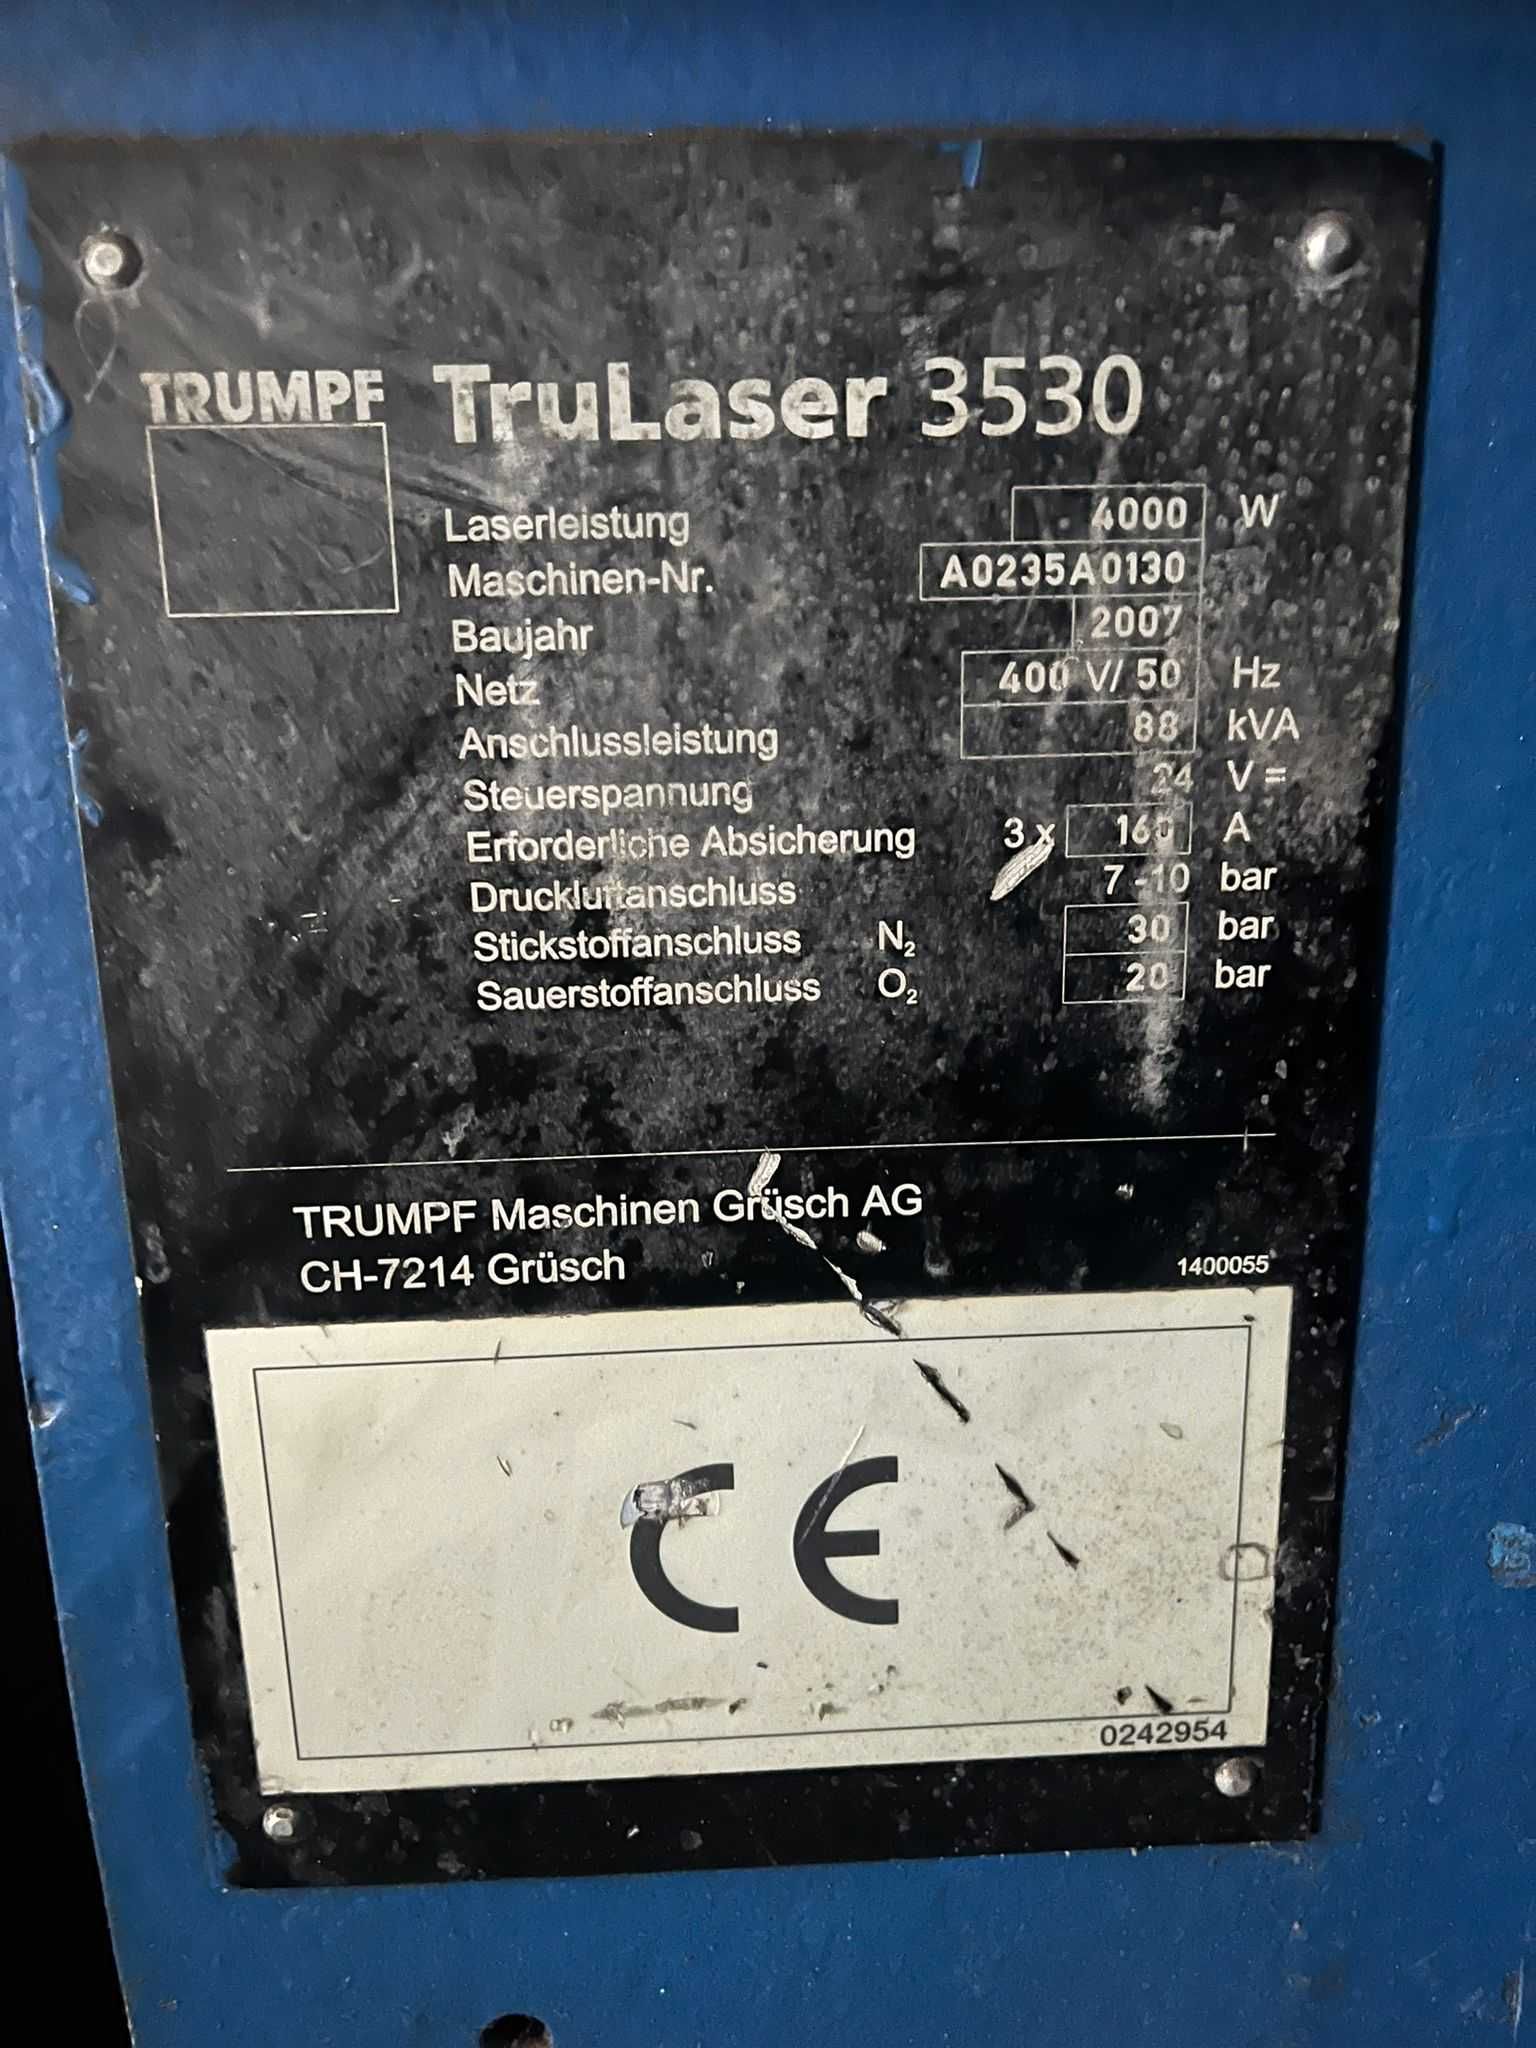 TRUMPF TruLaser 3530
Laserleistung 4000 W
Maschinen-Nr. A0235A0130
Baujahr 2007
Netz 400 V/ 50 Hz
Anschlussleistung 88 kVA
Steuerspannung 24 V =
Erforderliche Absicherung 3 x 160 A
Druckluftanschluss 7 -10 bar
Stickstoffanschluss N₂ 30 bar
Sauerstoffanschluss O₂ 20 bar
TRUMPF Maschinen Grüsch AG
CH-7214 Grüsch 1400055
CE
0242954